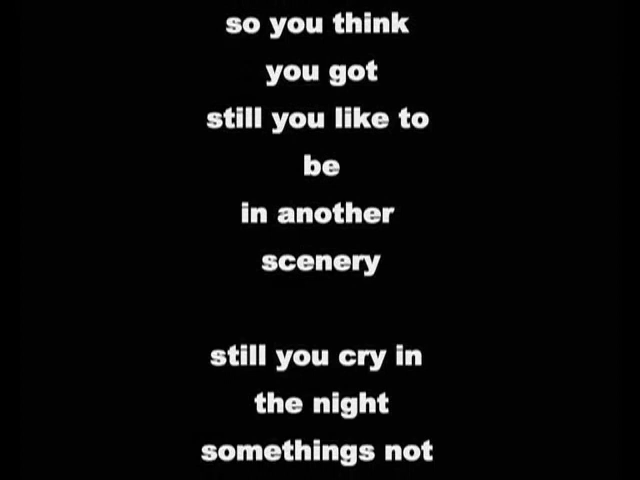 so you think
you got
still you like to
be
in another
scenery
still you cry in
the night
somethings not